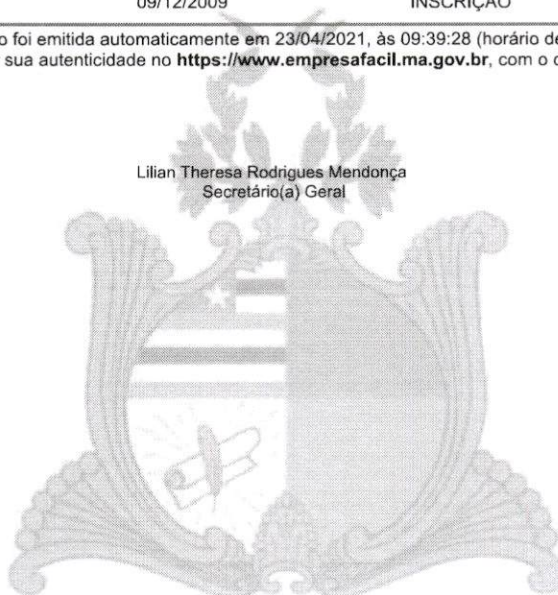 09/12/2009 INSCRIÇÃO
o foi emitida automaticamente em 23/04/2021, às 09:39:28 (horário de
sua autenticidade no https://www.empresafacil.ma.gov.br, com o c
Lilian Theresa Rodrigues Mendonça
Secretário(a) Geral